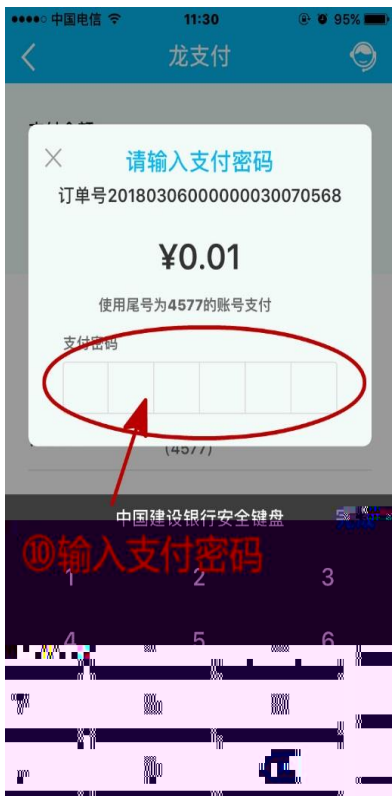 中国电信 11:30 95%
龙支付
请输入支付密码
订单号20180306000000030070568
¥0.01
使用尾号为4577的账号支付
支付密码
(4577)
中国建设银行安全键盘
⑩输入支付密码
1 2 3
4 5 6